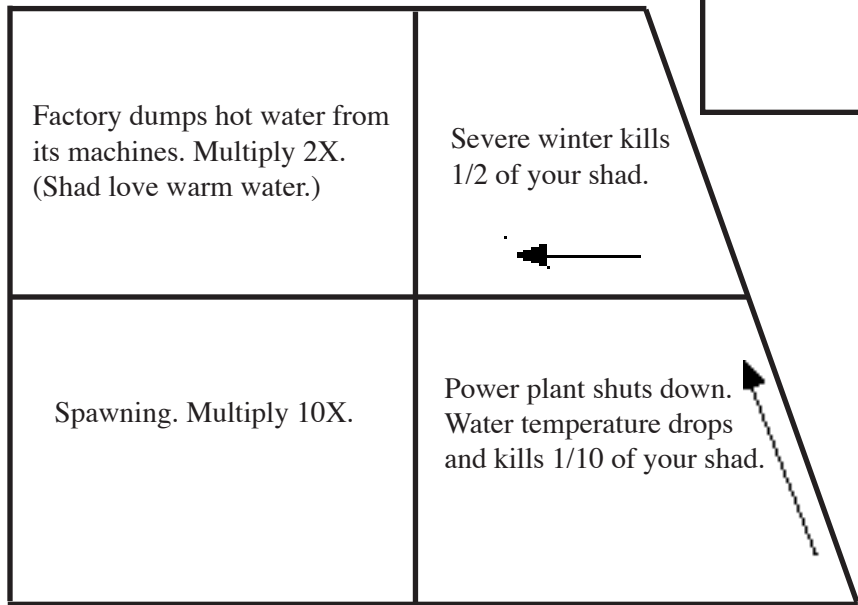 Factory dumps hot water from
its machines. Multiply 2X.
(Shad love warm water.)
Severe winter kills
1/2 of your shad.
Spawning. Multiply 10X.
Power plant shuts down.
Water temperature drops
and kills 1/10 of your shad.